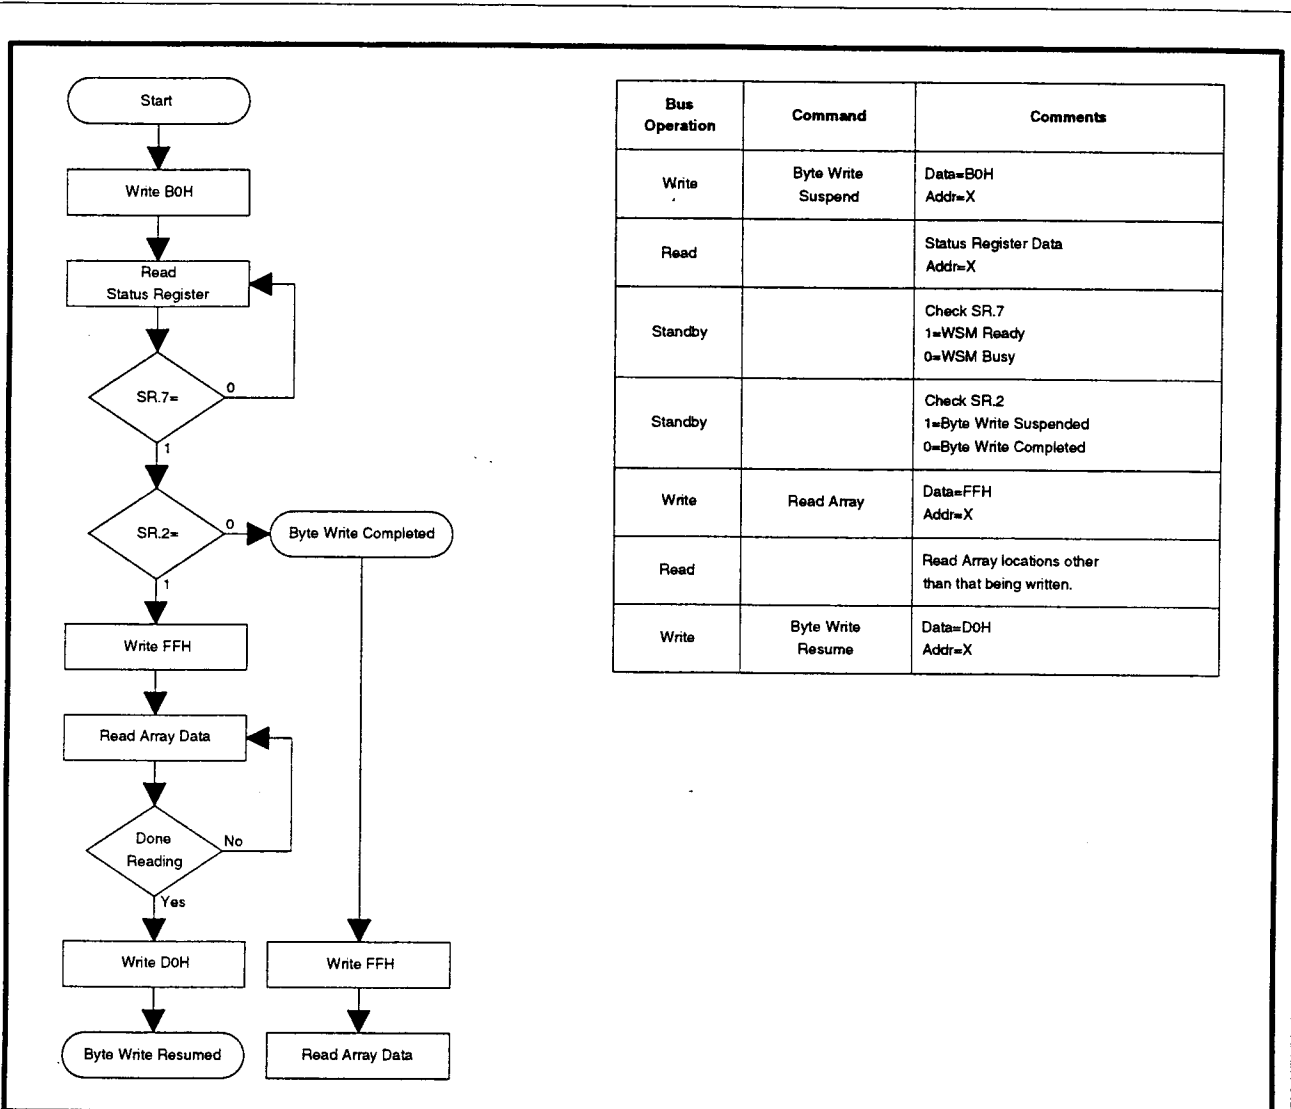 Start
Write B0H
Read
Status Register
SR.7=
0
1
SR.2=
0
Byte Write Completed
1
Write FFH
Read Array Data
Done
Reading
No
Yes
Write D0H
Write FFH
Byte Write Resumed
Read Array Data
Bus
Operation
Command
Comments
Write
Byte Write
Suspend
Data=B0H
Addr=X
Read
Status Register Data
Addr=X
Standby
Check SR.7
1=WSM Ready
0=WSM Busy
Standby
Check SR.2
1=Byte Write Suspended
0=Byte Write Completed
Write
Read Array
Data=FFH
Addr=X
Read
Read Array locations other
than that being written.
Write
Byte Write
Resume
Data=D0H
Addr=X